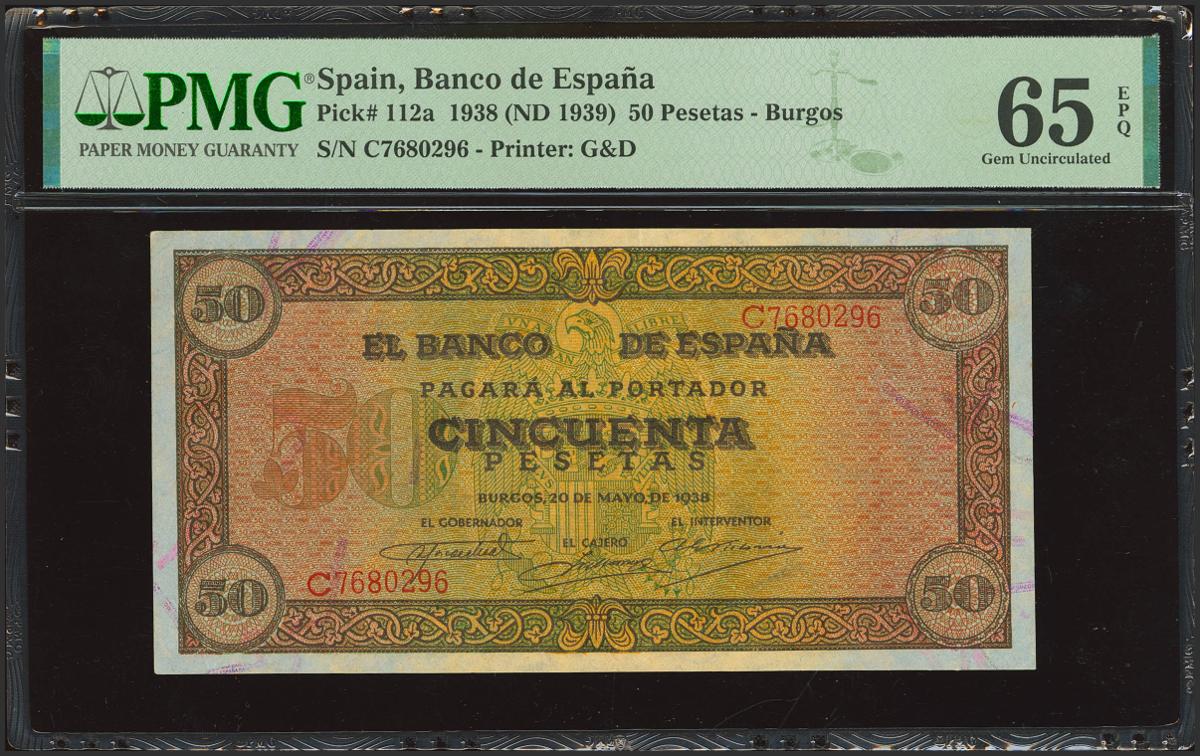 PMG® Spain, Banco de España
Pick# 112a 1938 (ND 1939) 50 Pesetas - Burgos
PAPER MONEY GUARANTY S/N C7680296 - Printer: G&D
65 EPQ
Gem Uncirculated
50 50
VNA LIBRE
C7680296
EL BANCO DE ESPAÑA
PAGARÁ AL PORTADOR
50 CINCUENTA
PESETAS
BURGOS, 20 DE MAYO, DE 1938
EL GOBERNADOR EL INTERVENTOR
EL CAJERO
C7680296
50 50